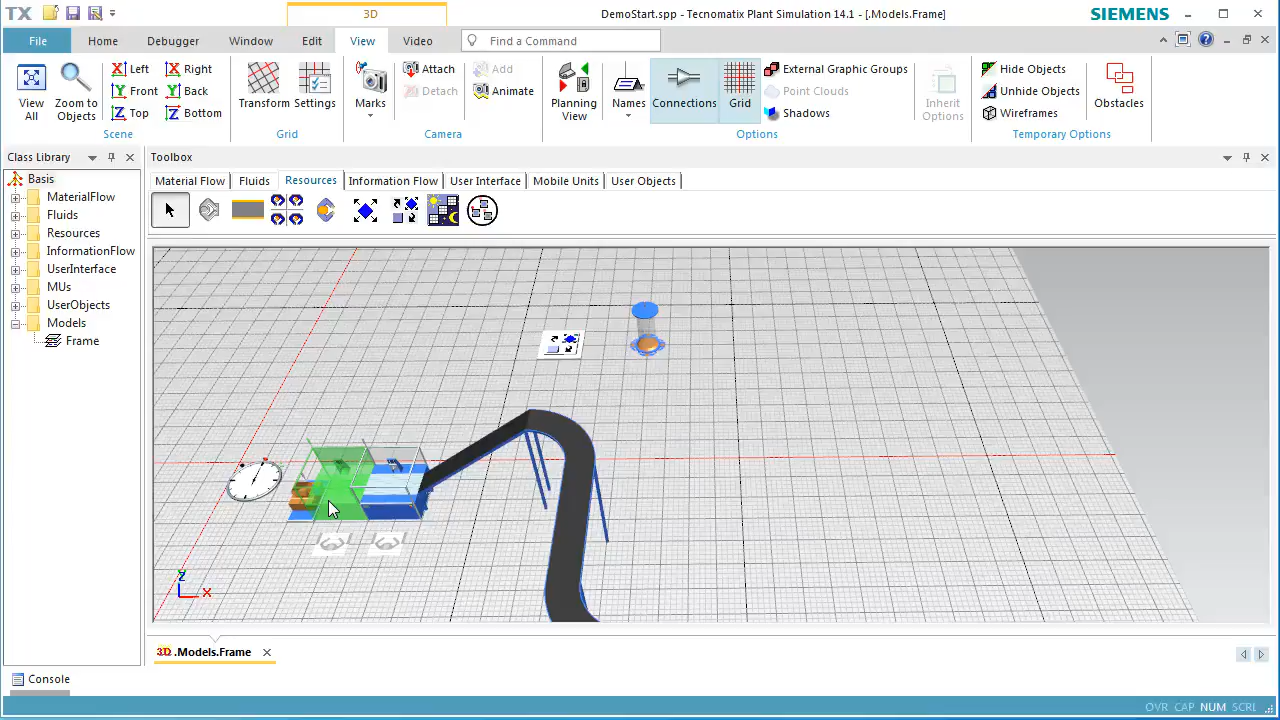 TX
3D
DemoStart.spp - Tecnomatix Plant Simulation 14.1 - [.Models.Frame]
SIEMENS
File
Home
Debugger
Window
Edit
View
Video
Find a Command
View All
Zoom to Objects
Left
Front
Top
Right
Back
Bottom
Scene
Transform
Settings
Grid
Marks
Attach
Detach
Add
Animate
Camera
Planning View
Names
Connections
Grid
External Graphic Groups
Point Clouds
Shadows
Inherit Options
Options
Hide Objects
Unhide Objects
Wireframes
Obstacles
Temporary Options
Class Library
Basis
MaterialFlow
Fluids
Resources
InformationFlow
UserInterface
MUs
UserObjects
Models
Frame
Toolbox
Material Flow
Fluids
Resources
Information Flow
User Interface
Mobile Units
User Objects
Z
X
3D .Models.Frame
Console
OVR CAP NUM SCRL